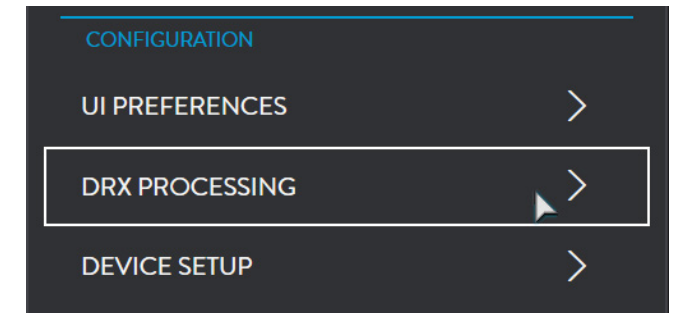 CONFIGURATION
UI PREFERENCES
DRX PROCESSING
DEVICE SETUP